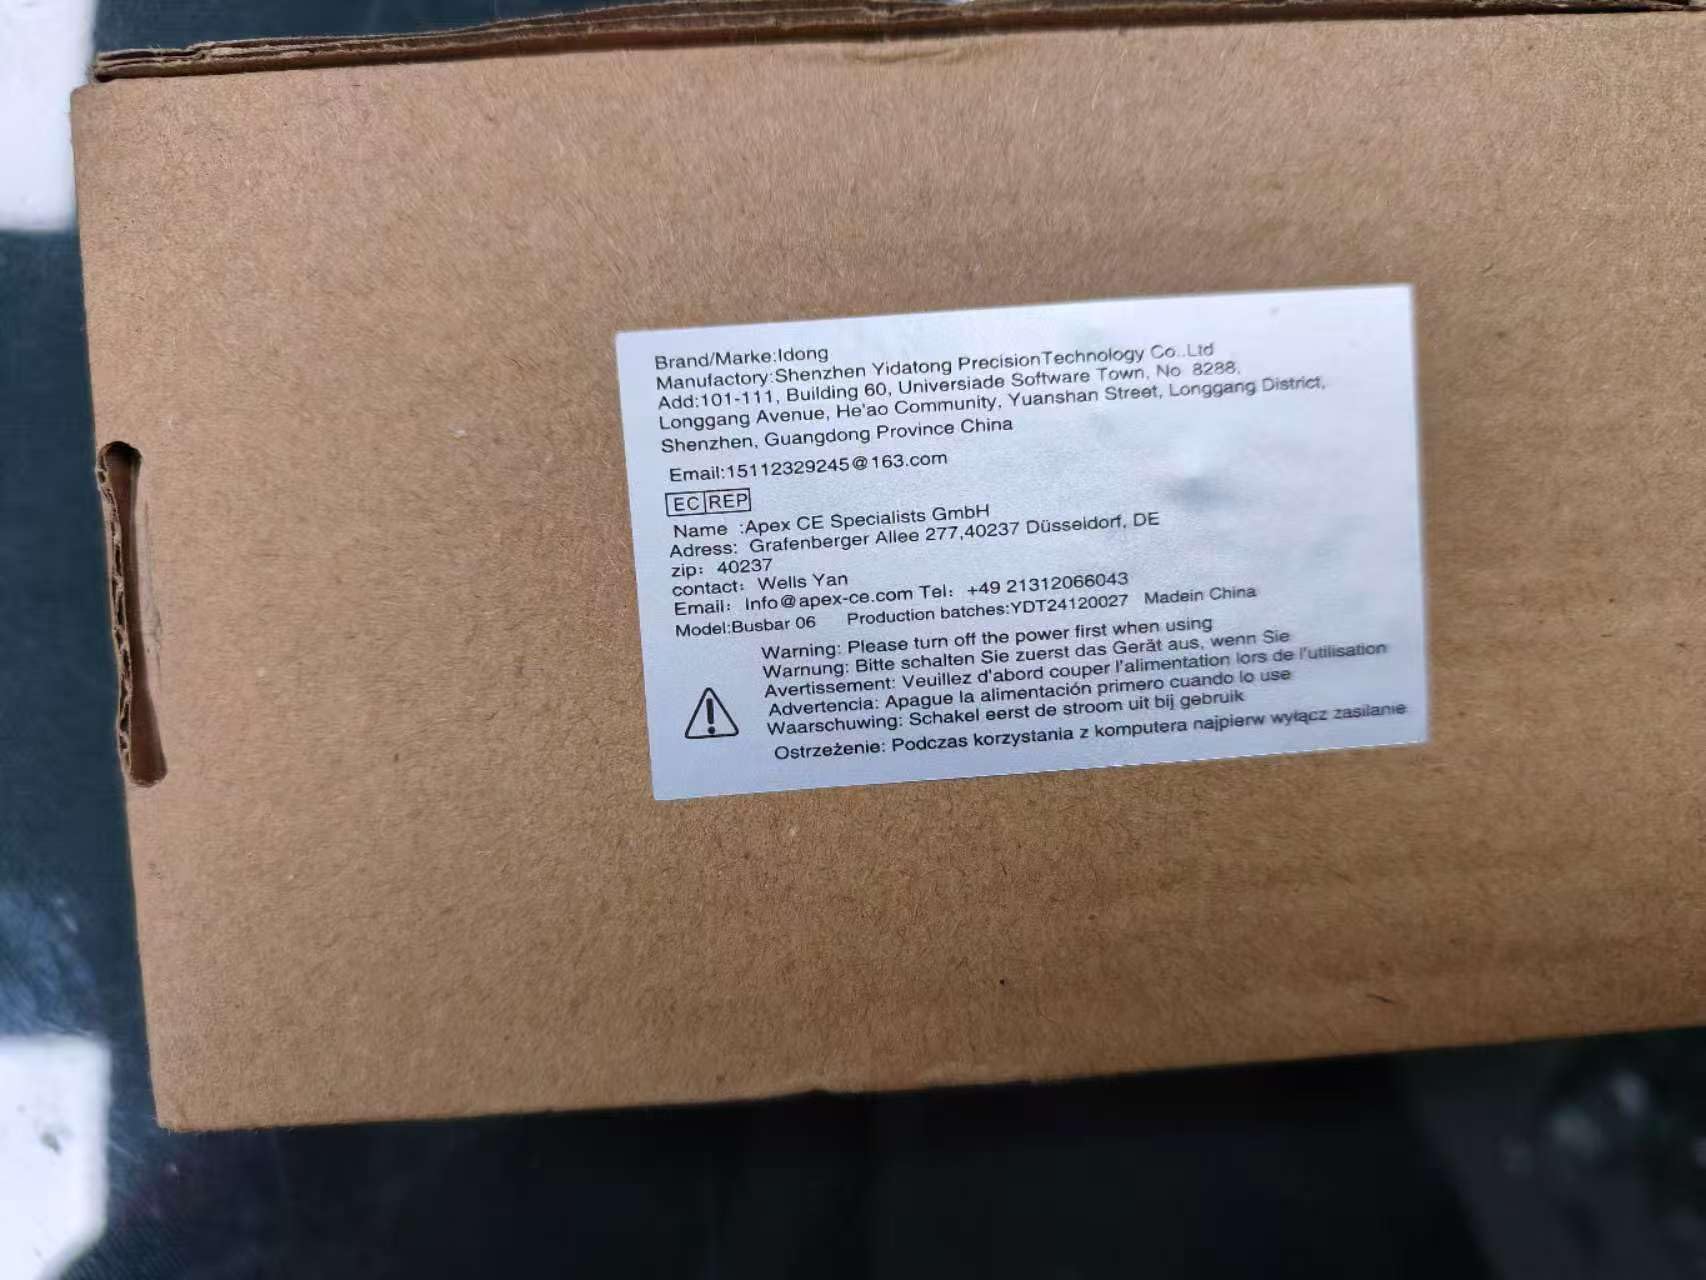 Brand/Marke:Idong
Manufactory:Shenzhen Yidatong PrecisionTechnology Co..Ltd
Add:101-111, Building 60, Universiade Software Town, No 8288,
Longgang Avenue, He'ao Community, Yuanshan Street, Longgang District,
Shenzhen, Guangdong Province China
Email:15112329245@163.com
EC REP
Name :Apex CE Specialists GmbH
Adress: Grafenberger Allee 277,40237 Düsseldorf, DE
zip: 40237
contact: Wells Yan
Email: Info@apex-ce.com Tel: +49 21312066043
Model:Busbar 06 Production batches:YDT24120027 Madein China
Warning: Please turn off the power first when using
Warnung: Bitte schalten Sie zuerst das Gerät aus, wenn Sie
Avertissement: Veuillez d'abord couper l'alimentation lors de l'utilisation
Advertencia: Apague la alimentación primero cuando lo use
Waarschuwing: Schakel eerst de stroom uit bij gebruik
Ostrzeżenie: Podczas korzystania z komputera najpierw wyłącz zasilanie